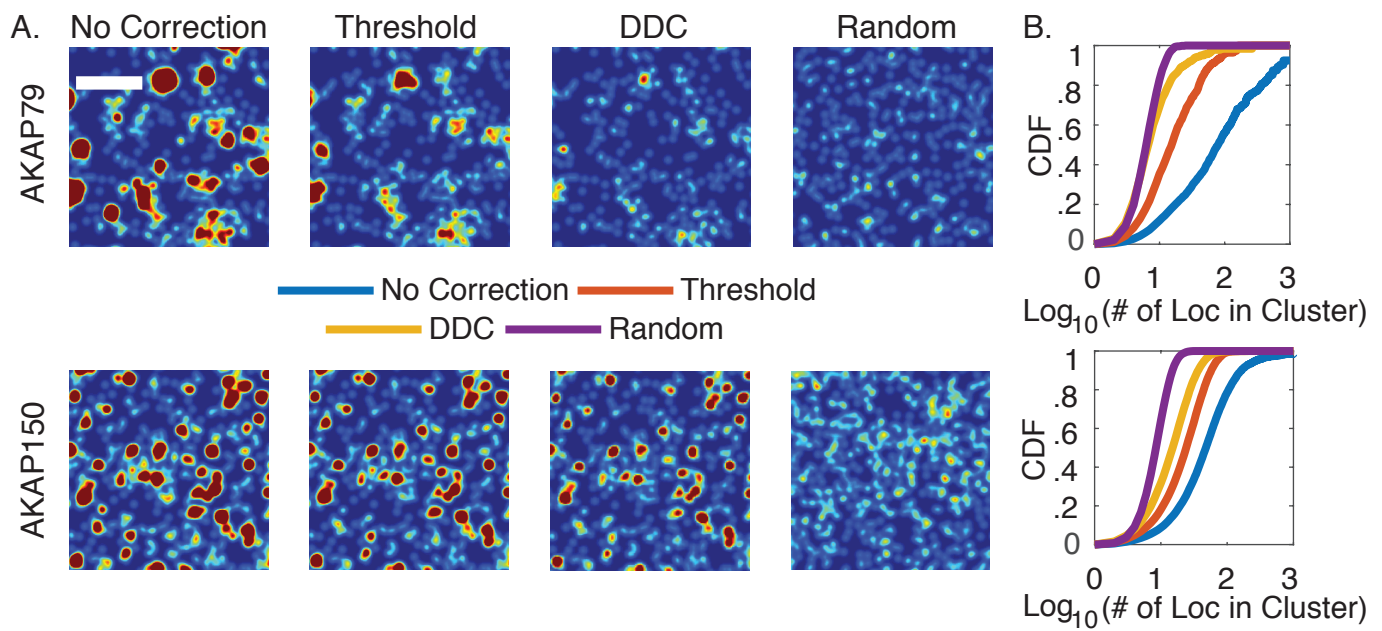 A. No Correction Threshold DDC Random B.
AKAP79
1
.8
.6
.4
.2
0
CDF
0 1 2 3
Log10 (# of Loc in Cluster)
No Correction Threshold
DDC Random
AKAP150
1
.8
.6
.4
.2
0
CDF
0 1 2 3
Log10 (# of Loc in Cluster)